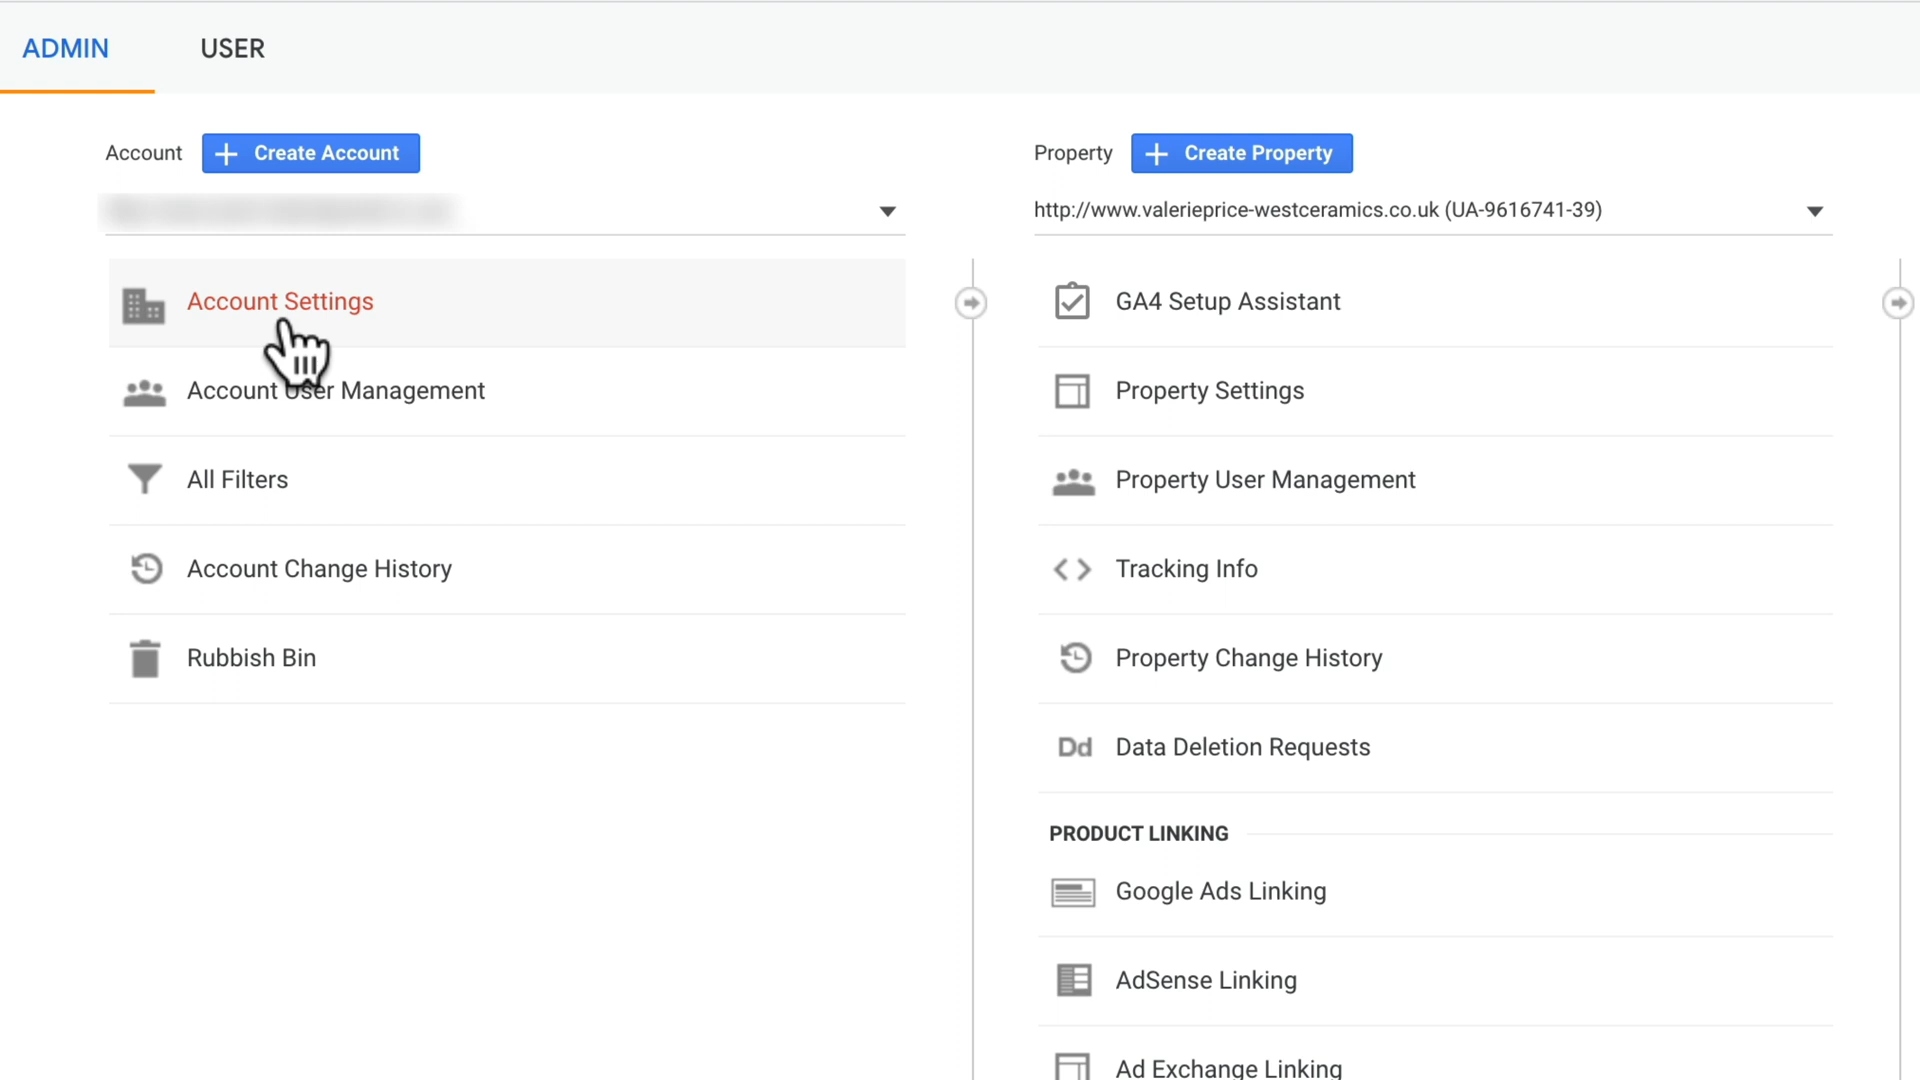 ADMIN USER
Account + Create Account
Account Settings
Account User Management
All Filters
Account Change History
Rubbish Bin
Property + Create Property
http://www.valerieprice-westceramics.co.uk (UA-9616741-39)
GA4 Setup Assistant
Property Settings
Property User Management
Tracking Info
Property Change History
Dd Data Deletion Requests
PRODUCT LINKING
Google Ads Linking
AdSense Linking
Ad Exchange Linking